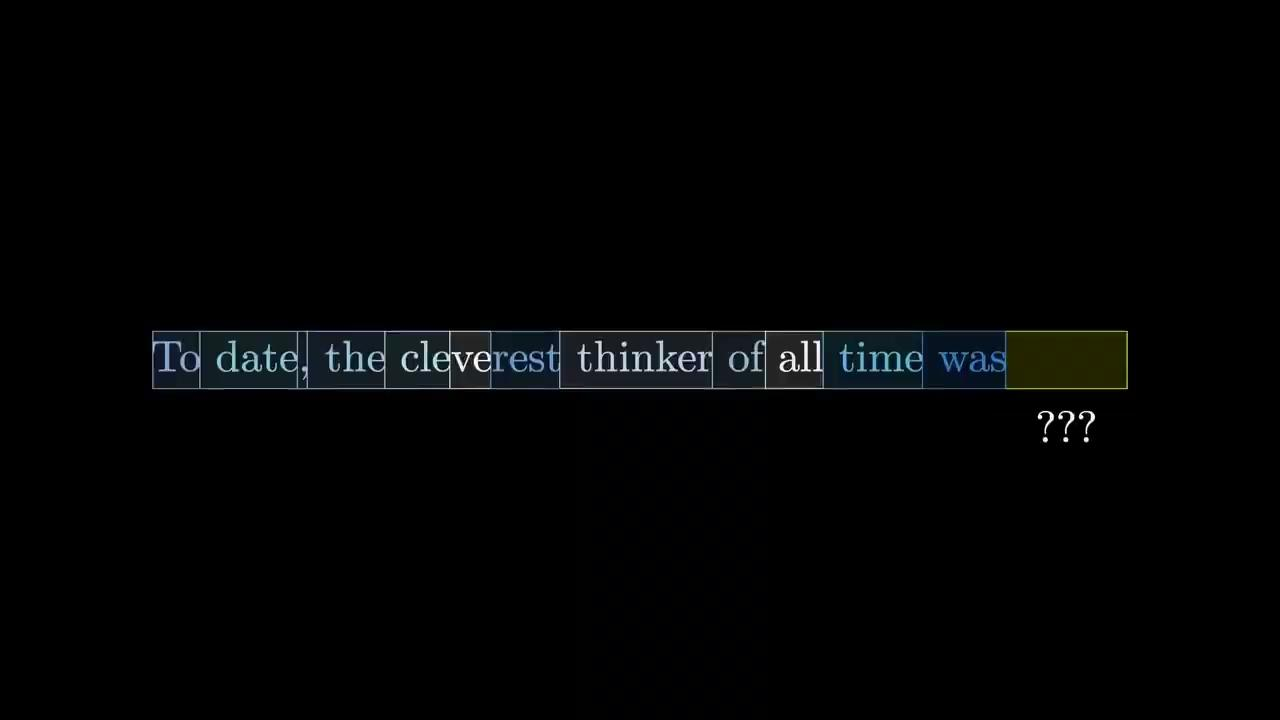 To date, the cleverest thinker of all time was
???